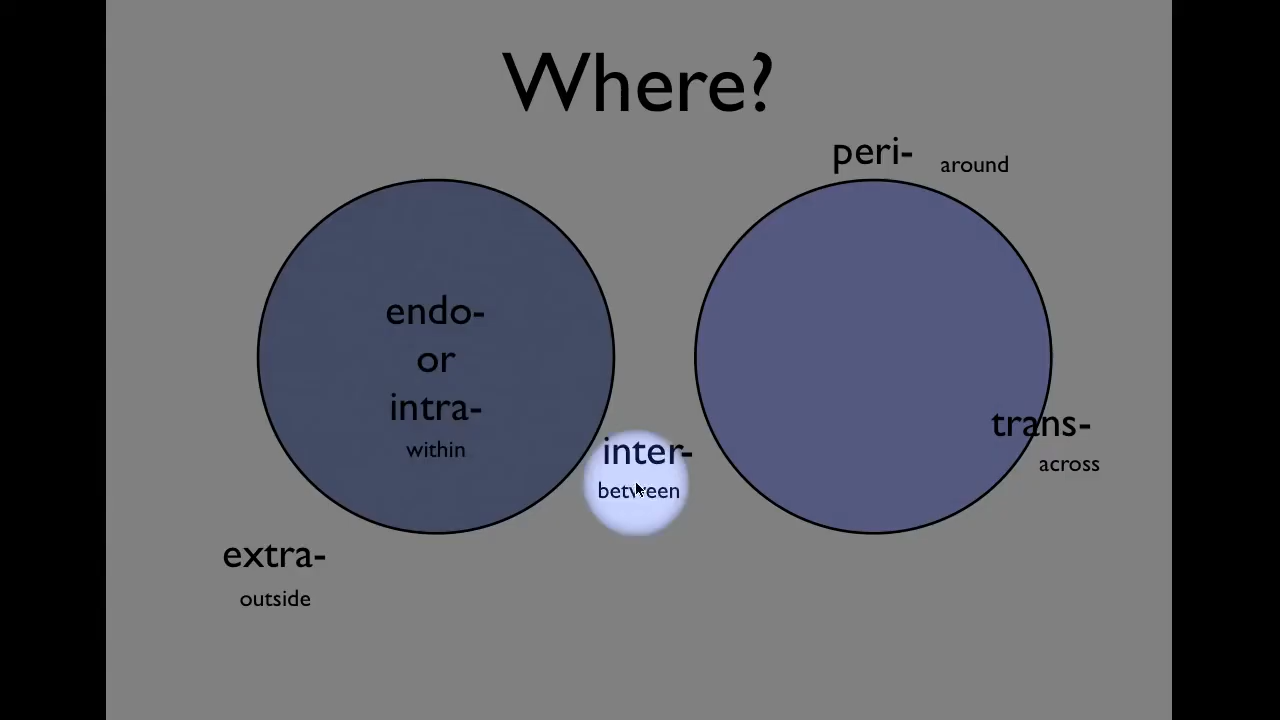 Where?
peri-
around
endo-
or
intra-
within
inter-
between
trans-
across
extra-
outside